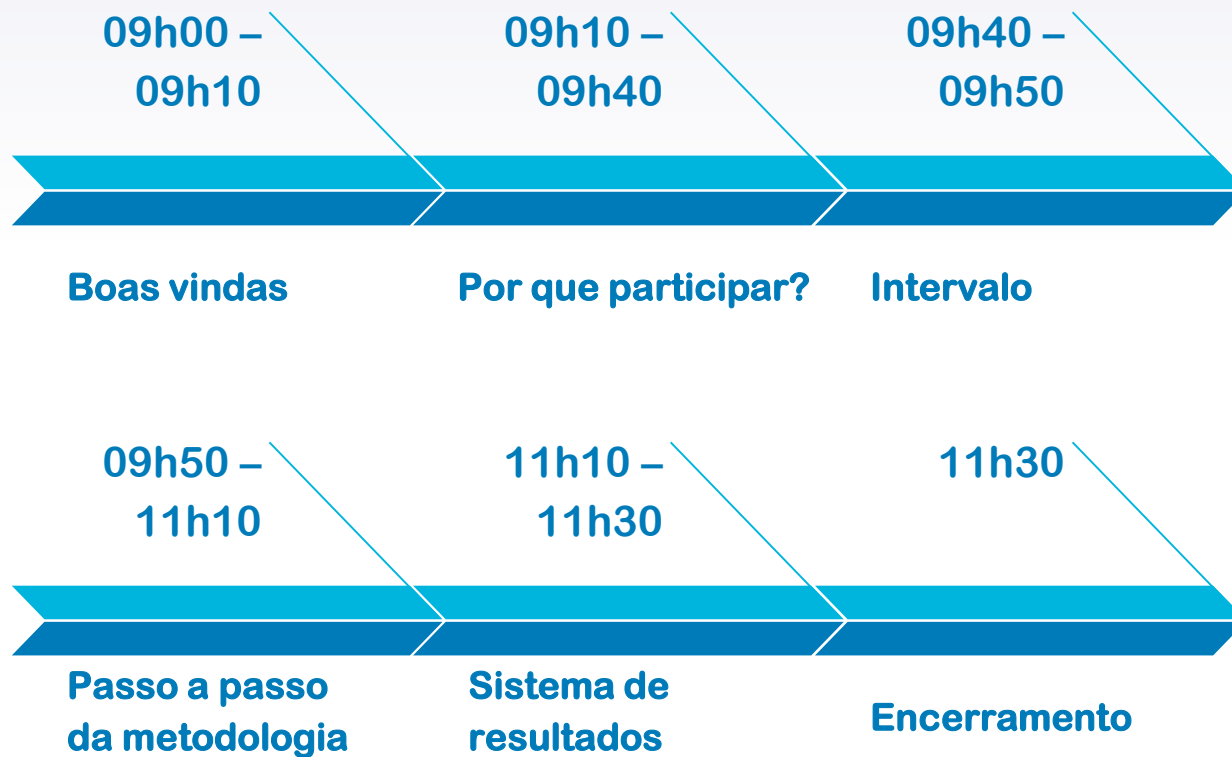 09h00 –
09h10
09h10 –
09h40
09h40 –
09h50
Boas vindas
Por que participar?
Intervalo
09h50 –
11h10
11h10 –
11h30
11h30
Passo a passo
da metodologia
Sistema de
resultados
Encerramento